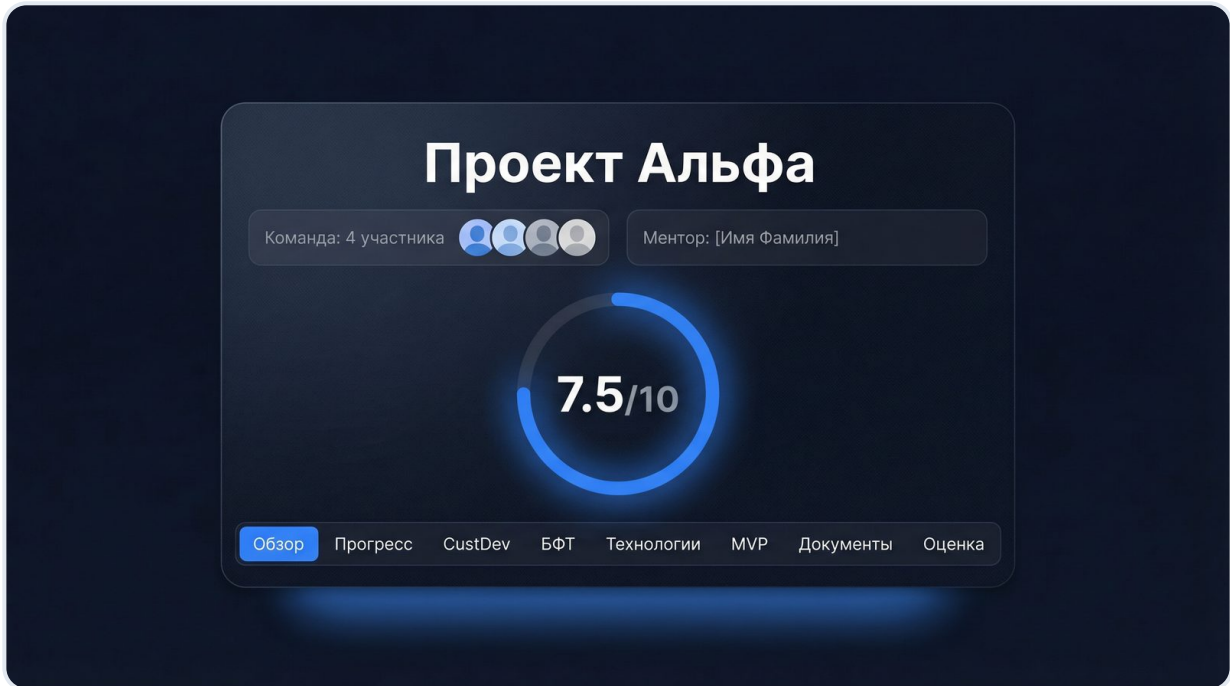 Проект Альфа
Команда: 4 участника
Ментор: [Имя Фамилия]
7.5/10
Обзор Прогресс CustDev БФТ Технологии MVP Документы Оценка